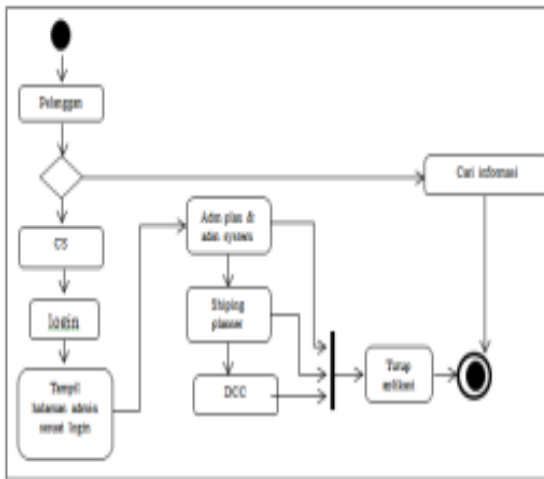 Pelanggan
Cari informasi
CS
login
Tampil
halaman admin
sesuai login
Adm plan &
adm system
Shiping
planner
DCC
Tutup
aplikasi